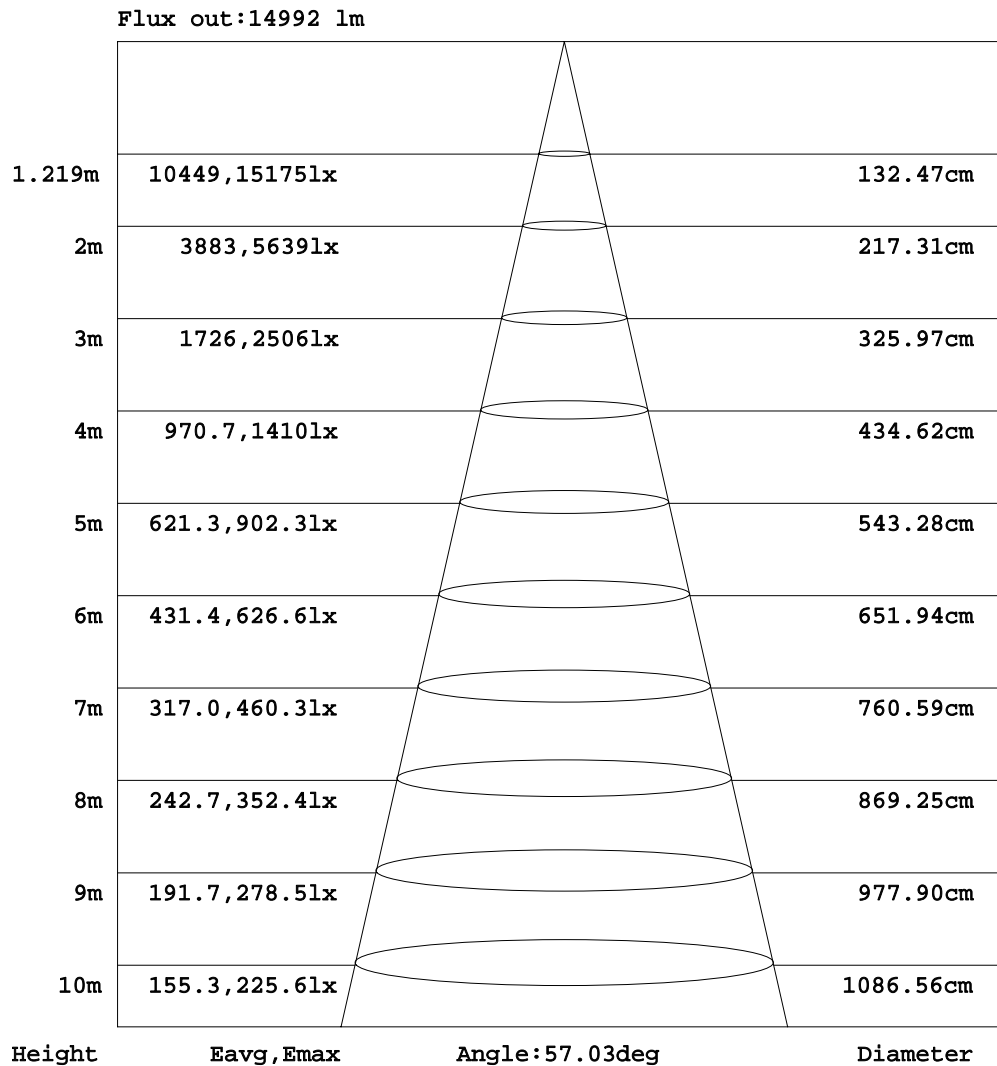 Flux out:14992 lm
1.219m 10449,15175lx 132.47cm
2m 3883,5639lx 217.31cm
3m 1726,2506lx 325.97cm
4m 970.7,1410lx 434.62cm
5m 621.3,902.3lx 543.28cm
6m 431.4,626.6lx 651.94cm
7m 317.0,460.3lx 760.59cm
8m 242.7,352.4lx 869.25cm
9m 191.7,278.5lx 977.90cm
10m 155.3,225.6lx 1086.56cm
Height Eavg,Emax Angle:57.03deg Diameter